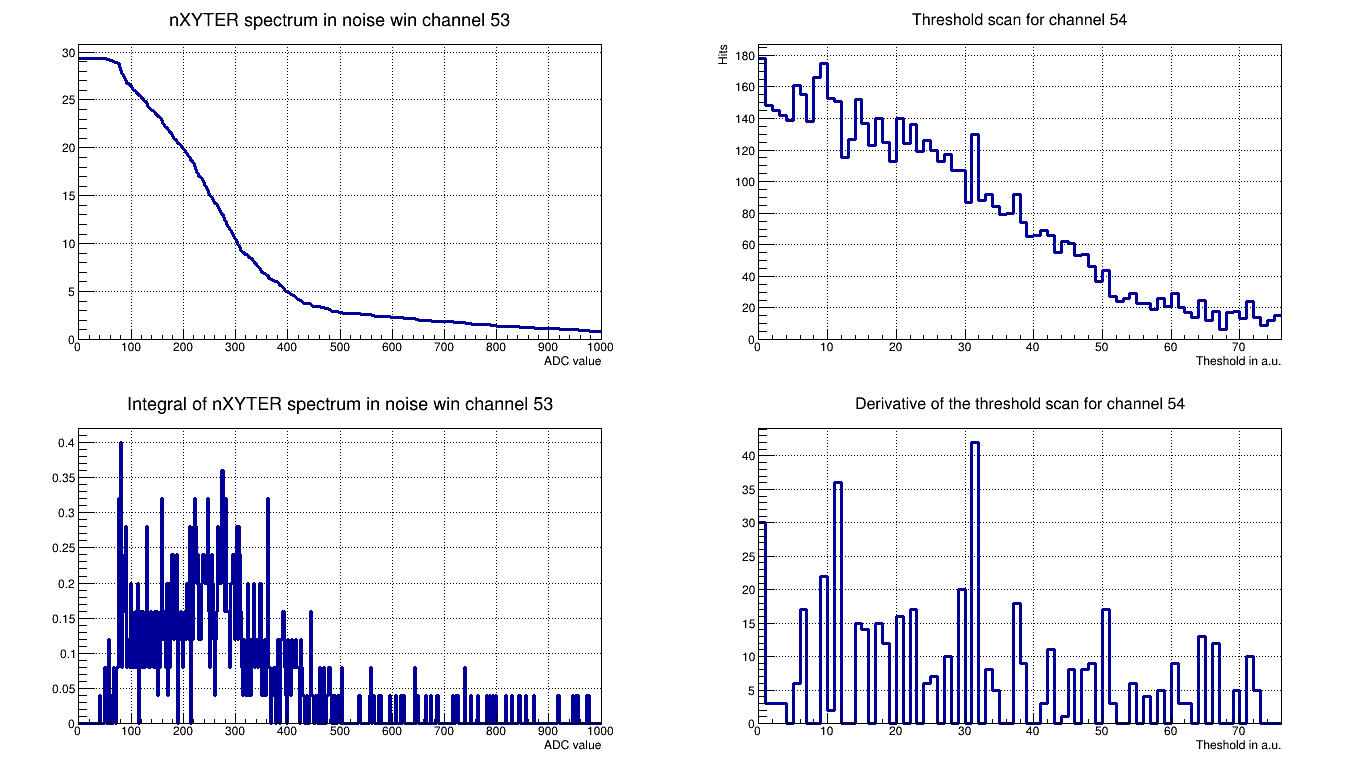 nXYTER spectrum in noise win channel 53
30
25
20
15
10
5
0
0 100 200 300 400 500 600 700 800 900 1000
ADC value
Threshold scan for channel 54
Hits
180
160
140
120
100
80
60
40
20
0
0 10 20 30 40 50 60 70
Theshold in a.u.
Integral of nXYTER spectrum in noise win channel 53
0.4
0.35
0.3
0.25
0.2
0.15
0.1
0.05
0
0 100 200 300 400 500 600 700 800 900 1000
ADC value
Derivative of the threshold scan for channel 54
40
35
30
25
20
15
10
5
0
0 10 20 30 40 50 60 70
Theshold in a.u.